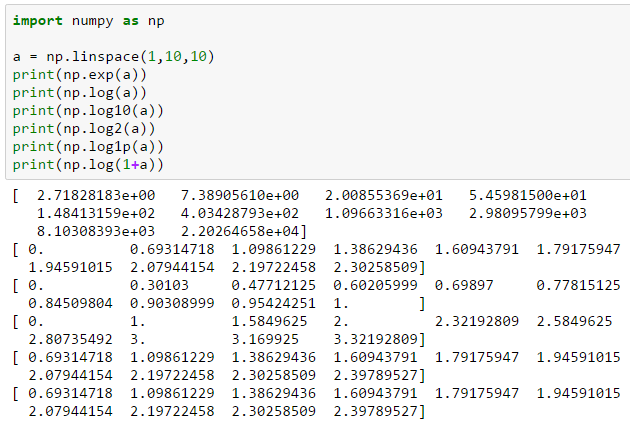 import numpy as np
a = np.linspace(1,10,10)
print(np.exp(a))
print(np.log(a))
print(np.log10(a))
print(np.log2(a))
print(np.log1p(a))
print(np.log(1+a))
[ 2.71828183e+00 7.38905610e+00 2.00855369e+01 5.45981500e+01
1.48413159e+02 4.03428793e+02 1.09663316e+03 2.98095799e+03
8.10308393e+03 2.20264658e+04]
[ 0. 0.69314718 1.09861229 1.38629436 1.60943791 1.79175947
1.94591015 2.07944154 2.19722458 2.30258509]
[ 0. 0.30103 0.47712125 0.60205999 0.69897 0.77815125
0.84509804 0.90308999 0.95424251 1. ]
[ 0. 1. 1.5849625 2. 2.32192809 2.5849625
2.80735492 3. 3.169925 3.32192809]
[ 0.69314718 1.09861229 1.38629436 1.60943791 1.79175947 1.94591015
2.07944154 2.19722458 2.30258509 2.39789527]
[ 0.69314718 1.09861229 1.38629436 1.60943791 1.79175947 1.94591015
2.07944154 2.19722458 2.30258509 2.39789527]